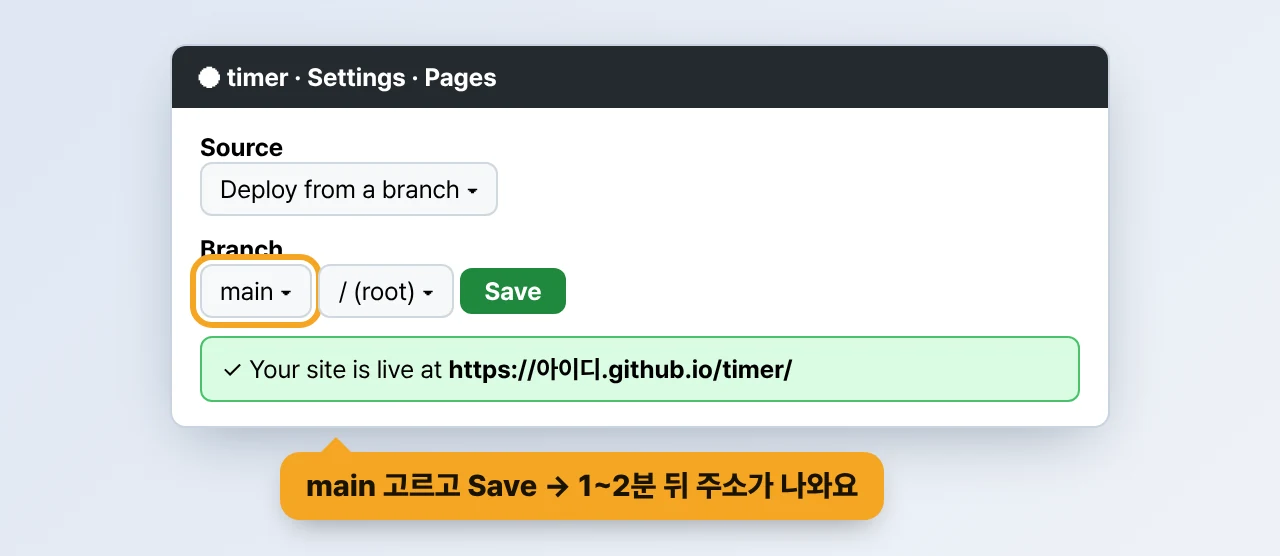 timer · Settings · Pages
Source
Deploy from a branch
Branch
main / (root) Save
✓ Your site is live at https://아이디.github.io/timer/
main 고르고 Save → 1~2분 뒤 주소가 나와요